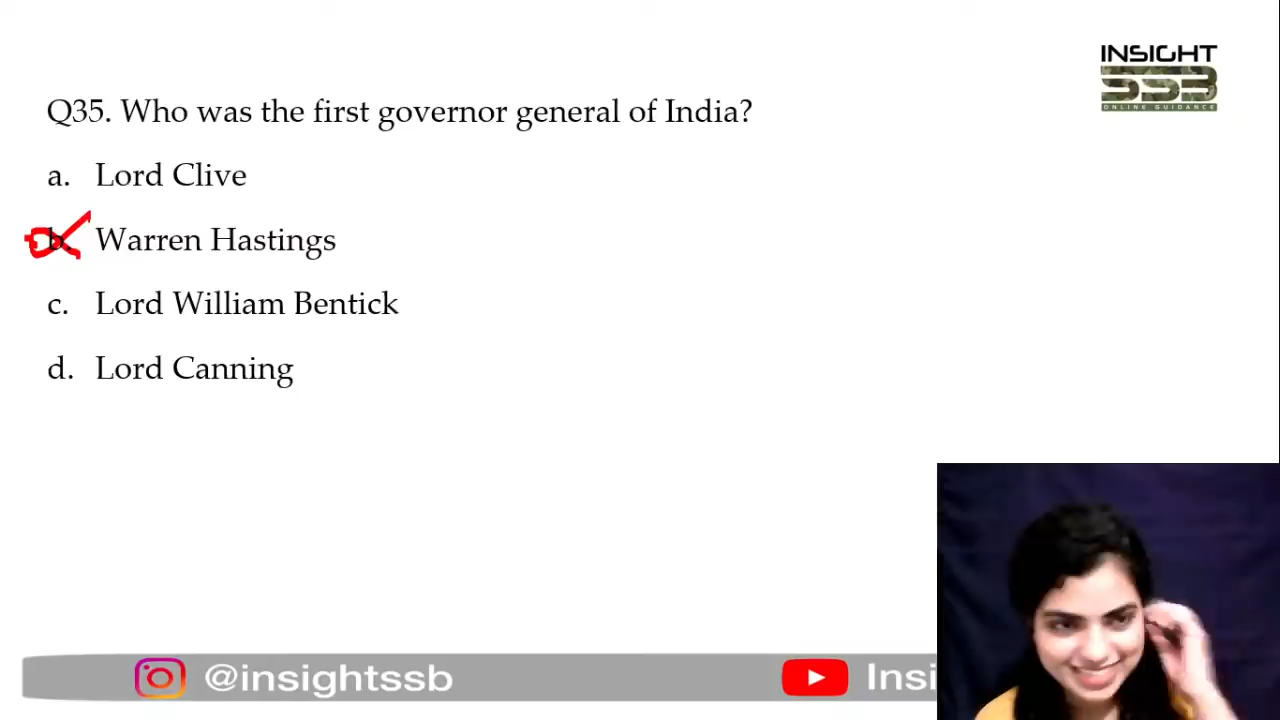 INSIGHT
SSB
ONLINE GUIDANCE
Q35. Who was the first governor general of India?
a. Lord Clive
b. Warren Hastings
c. Lord William Bentick
d. Lord Canning
@insightssb
Insi